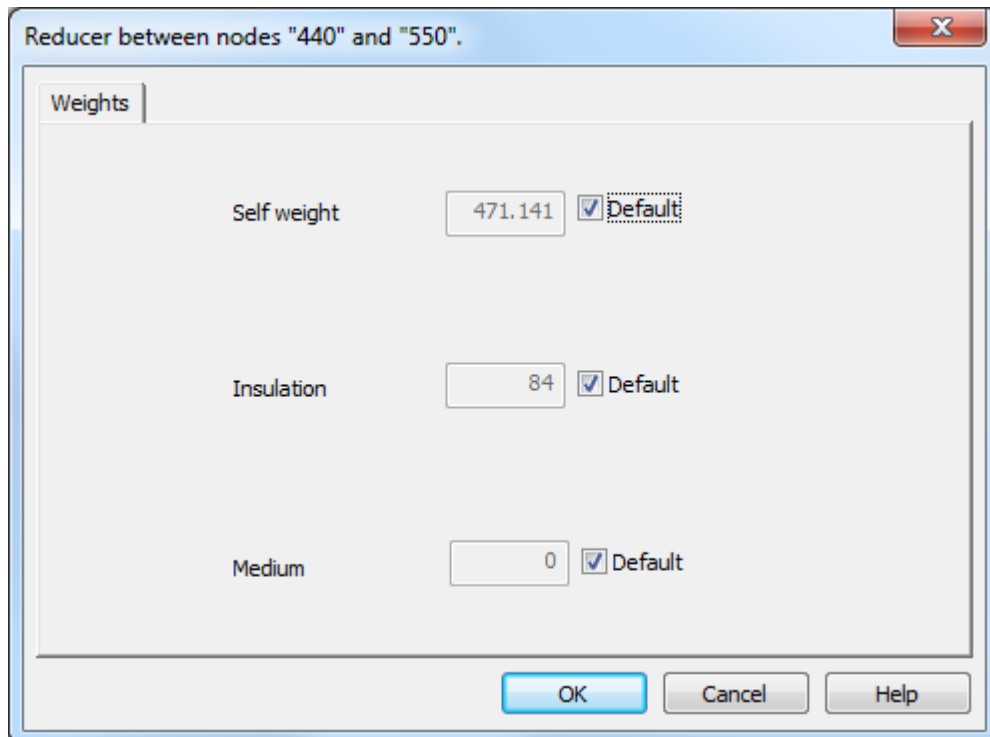 Reducer between nodes "440" and "550".
Weights
Self weight 471.141 Default
Insulation 84 Default
Medium 0 Default
OK Cancel Help